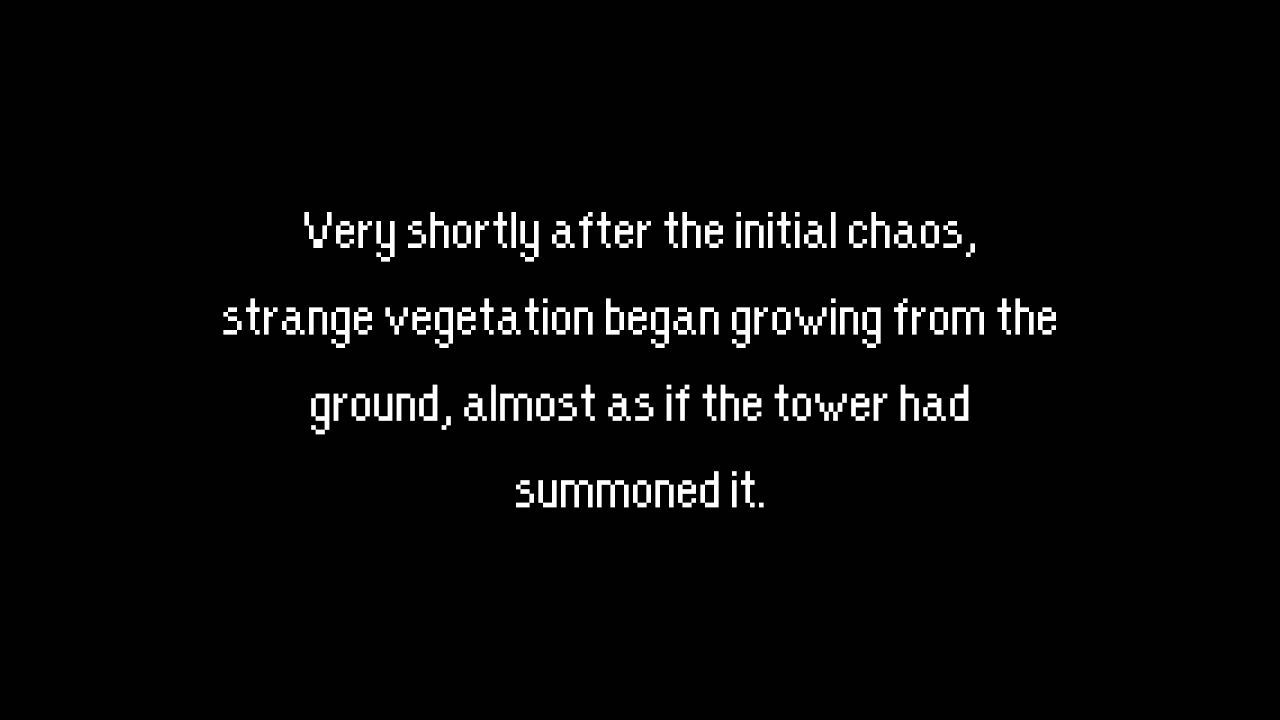 Very shortly after the initial chaos,
strange vegetation began growing from the
ground, almost as if the tower had
summoned it.